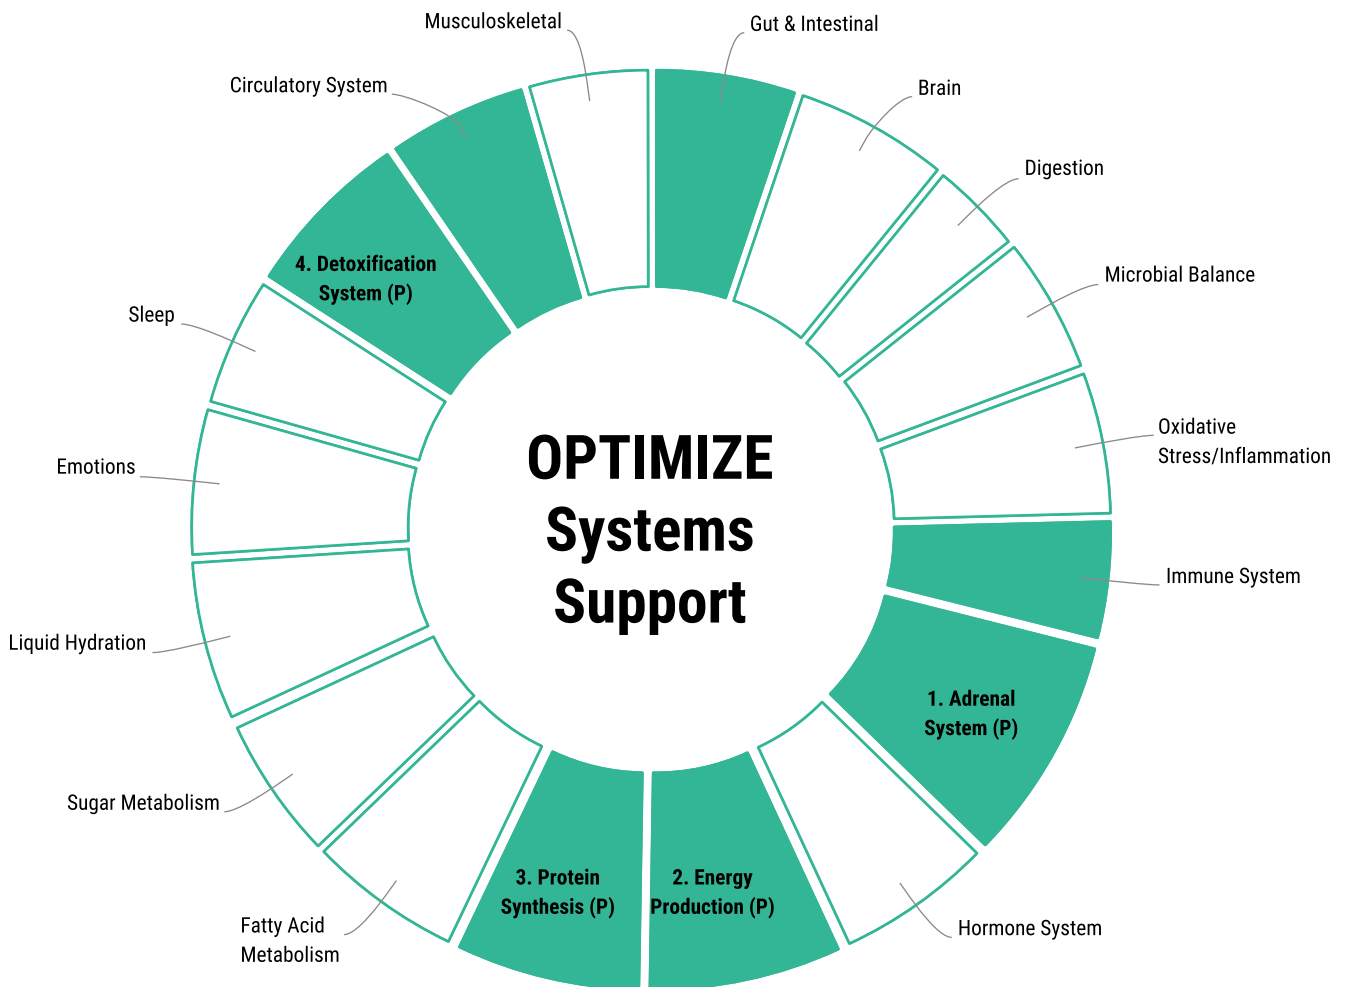 Musculoskeletal
Gut & Intestinal
Circulatory System
Brain
Digestion
4. Detoxification
System (P)
Microbial Balance
Sleep
Oxidative
Stress/Inflammation
Emotions
OPTIMIZE
Systems
Support
Immune System
Liquid Hydration
1. Adrenal
System (P)
Sugar Metabolism
3. Protein
Synthesis (P)
2. Energy
Production (P)
Fatty Acid
Metabolism
Hormone System